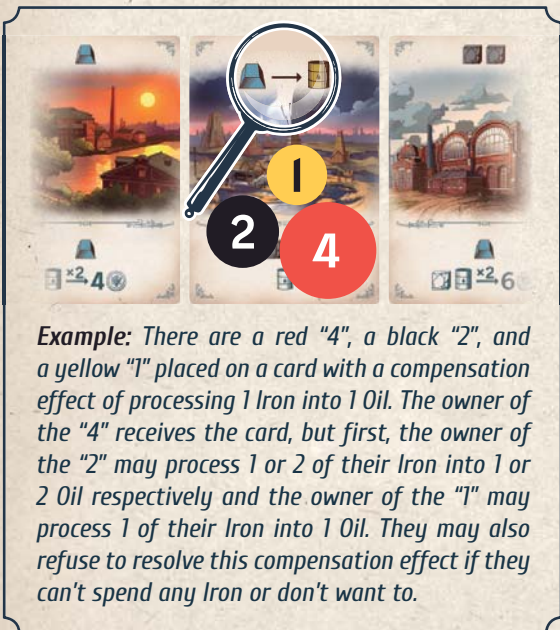 1
2
4
×2 4
×2 6
Example: There are a red “4”, a black “2”, and
a yellow “1” placed on a card with a compensation
effect of processing 1 Iron into 1 Oil. The owner of
the “4” receives the card, but first, the owner of
the “2” may process 1 or 2 of their Iron into 1 or
2 Oil respectively and the owner of the “1” may
process 1 of their Iron into 1 Oil. They may also
refuse to resolve this compensation effect if they
can't spend any Iron or don't want to.